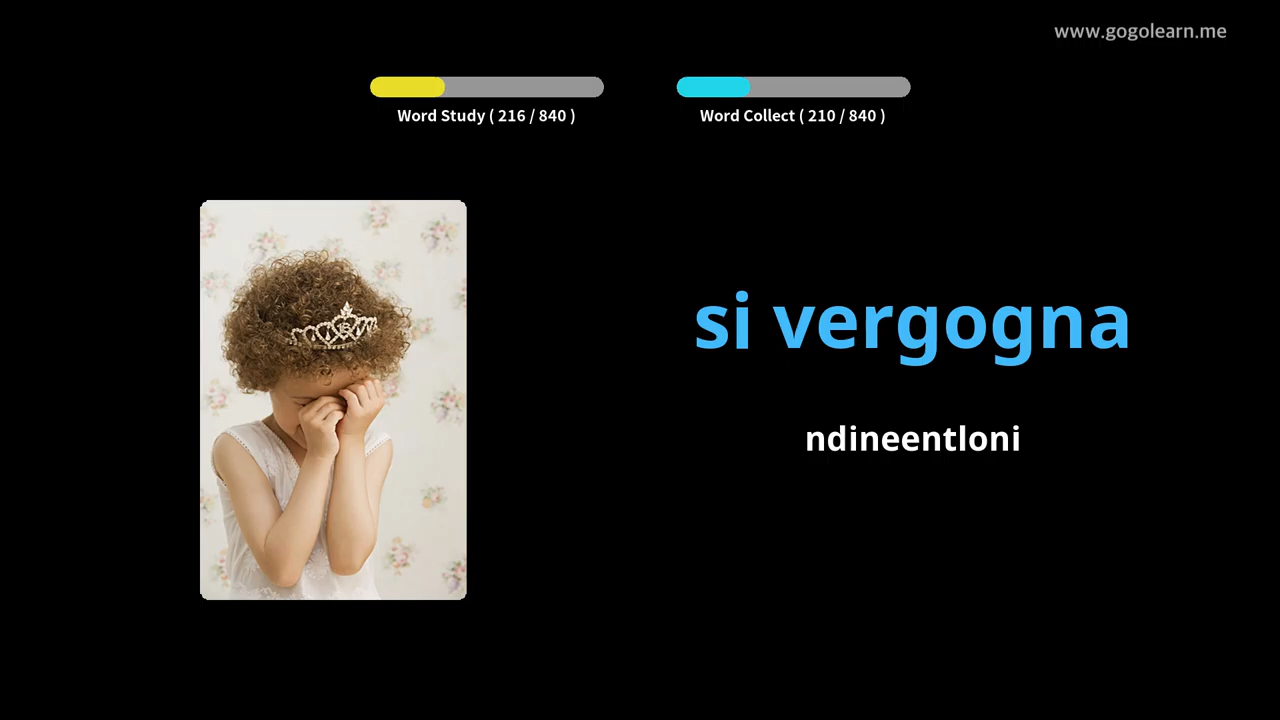 www.gogolearn.me
Word Study ( 216 / 840 )
Word Collect ( 210 / 840 )
si vergogna
ndineentloni